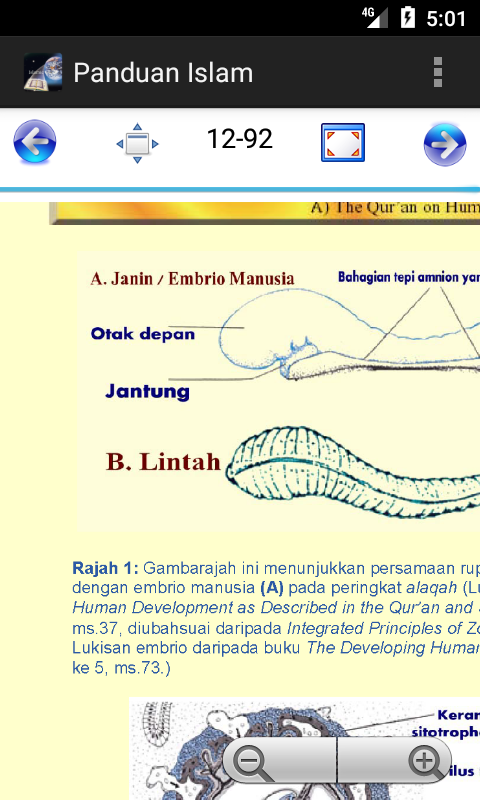 4G 5:01
Panduan Islam
12-92
A) The Qur'an on Hum
A. Janin / Embrio Manusia
Bahagian tepi amnion yan
Otak depan
Jantung
B. Lintah
Rajah 1: Gambarajah ini menunjukkan persamaan rup
dengan embrio manusia (A) pada peringkat alaqah (Lu
Human Development as Described in the Qur'an and
ms.37, diubahsuai daripada Integrated Principles of Zo
Lukisan embrio daripada buku The Developing Human
ke 5, ms.73.)
Keran
sitotroph
ilus